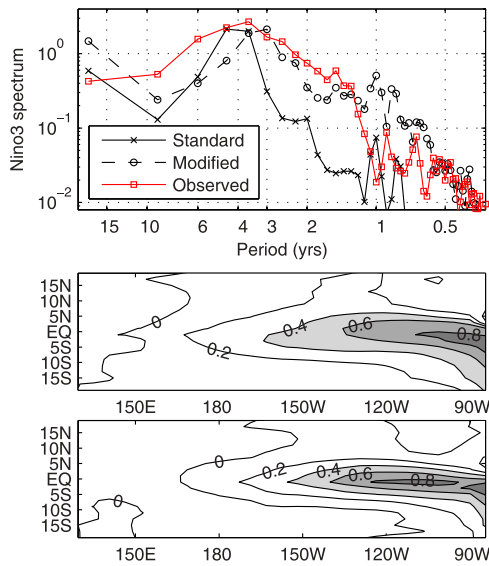 10^0
10^-1
10^-2
Nino3 spectrum
Standard
Modified
Observed
15 10 6 4 3 2 1 0.5
Period (yrs)
15N
10N
5N
EQ
5S
10S
15S
0 0.2 0.4 0.6 0.8
150E 180 150W 120W 90W
15N
10N
5N
EQ
5S
10S
15S
0 0 0.2 0.4 0.6 0.8
150E 180 150W 120W 90W